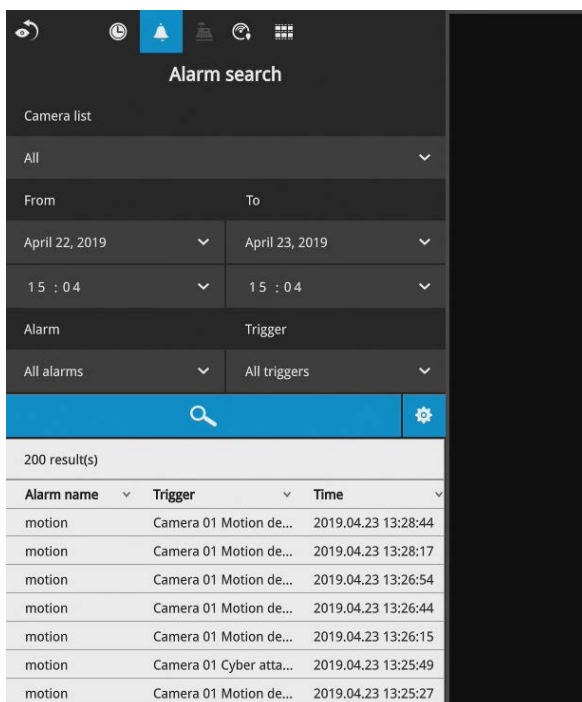 Alarm search
Camera list
All
From To
April 22, 2019 April 23, 2019
15 : 04 15 : 04
Alarm Trigger
All alarms All triggers
200 result(s)
Alarm name Trigger Time
motion Camera 01 Motion de... 2019.04.23 13:28:44
motion Camera 01 Motion de... 2019.04.23 13:28:17
motion Camera 01 Motion de... 2019.04.23 13:26:54
motion Camera 01 Motion de... 2019.04.23 13:26:44
motion Camera 01 Motion de... 2019.04.23 13:26:15
motion Camera 01 Cyber atta... 2019.04.23 13:25:49
motion Camera 01 Motion de... 2019.04.23 13:25:27